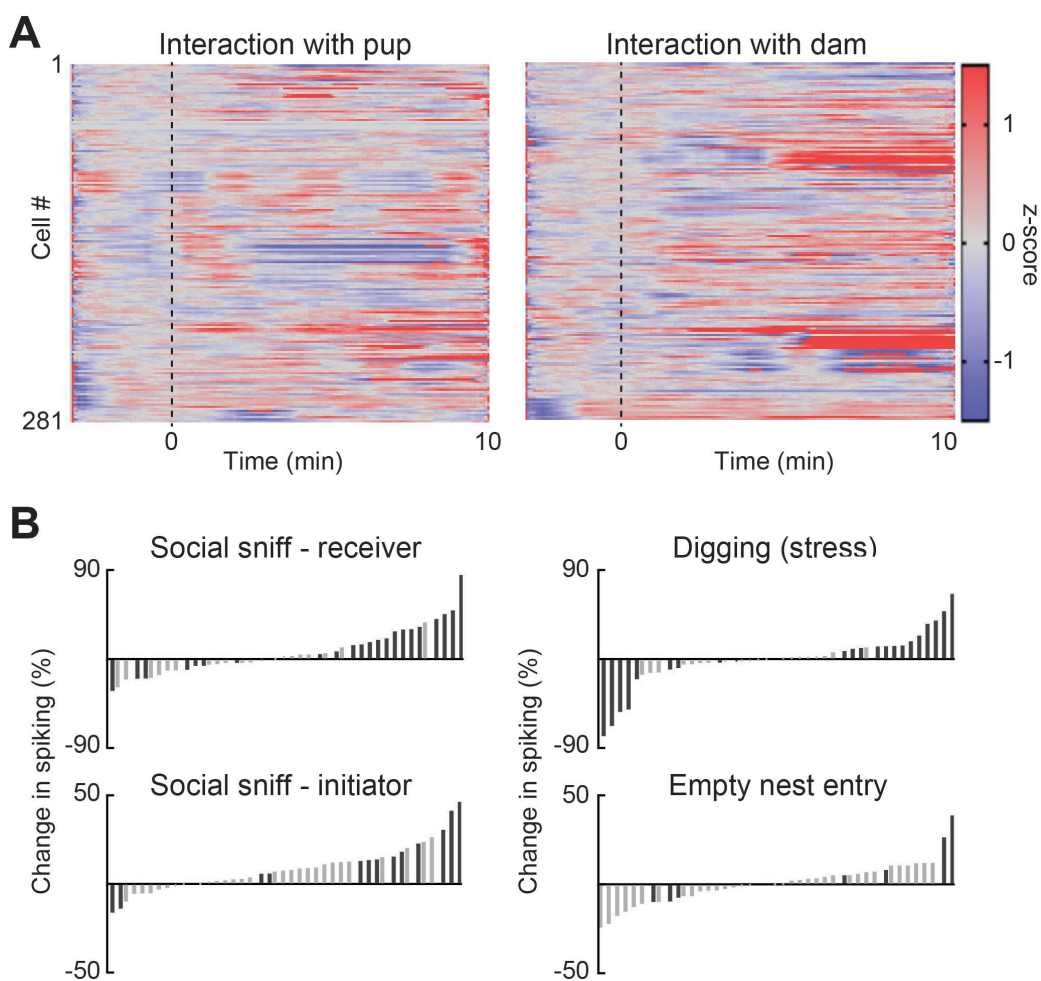 A
Interaction with pup
Interaction with dam
1
281
Cell #
0
10
Time (min)
0
10
Time (min)
1
0
-1
z-score
B
Social sniff - receiver
Digging (stress)
90
-90
90
-90
Social sniff - initiator
Empty nest entry
50
-50
50
-50
Change in spiking (%)
Change in spiking (%)